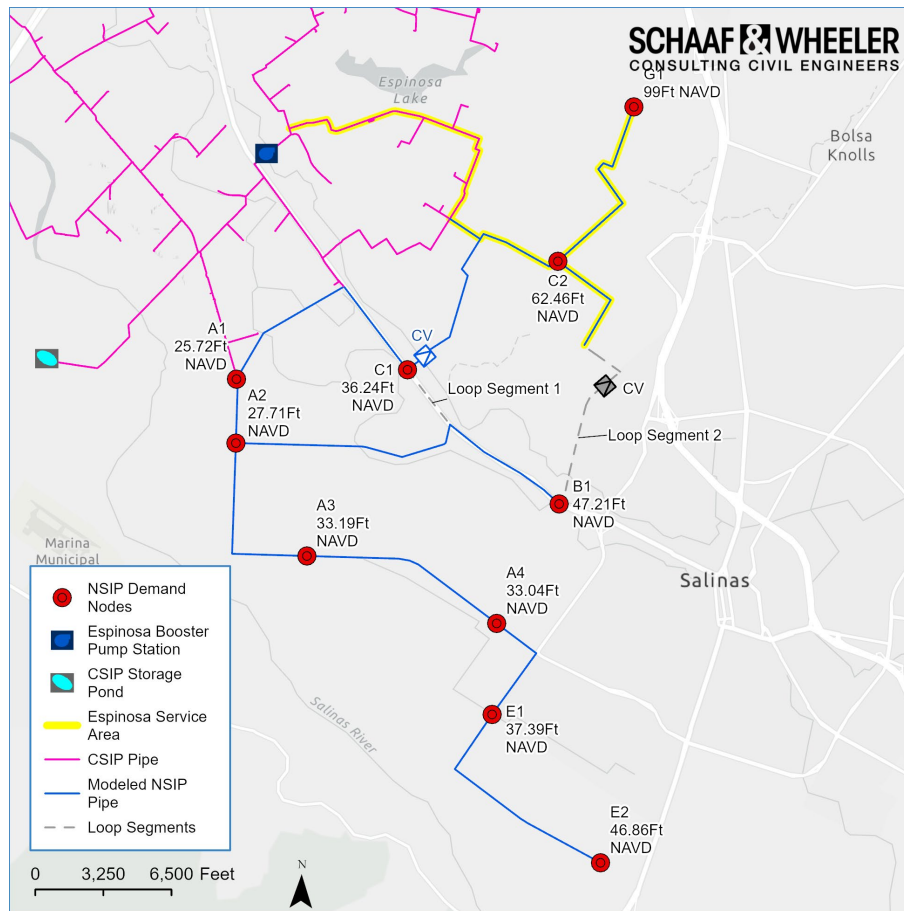 SCHAAF & WHEELER
CONSULTING CIVIL ENGINEERS
G1
99Ft NAVD
Espinosa
Lake
Bolsa
Knolls
C2
62.46Ft
NAVD
A1
25.72Ft
NAVD
CV
C1
36.24Ft
NAVD
Loop Segment 1
CV
A2
27.71Ft
NAVD
Loop Segment 2
B1
47.21Ft
NAVD
A3
33.19Ft
NAVD
Marina
Municipal
Salinas
A4
33.04Ft
NAVD
Salinas River
E1
37.39Ft
NAVD
E2
46.86Ft
NAVD
NSIP Demand
Nodes
Espinosa Booster
Pump Station
CSIP Storage
Pond
Espinosa Service
Area
CSIP Pipe
Modeled NSIP
Pipe
Loop Segments
0 3,250 6,500 Feet
N